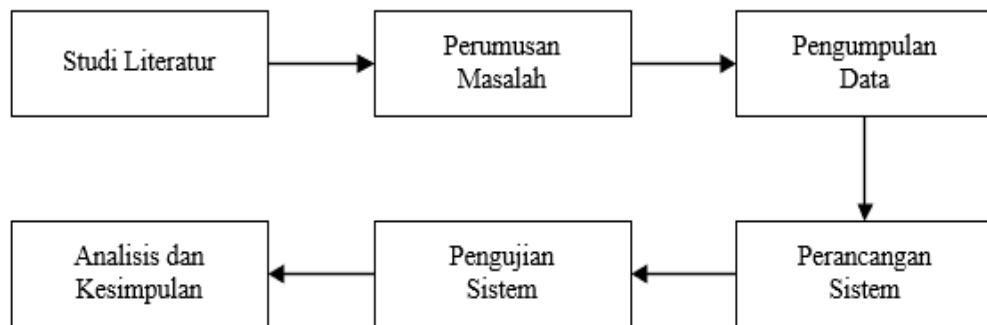 Studi Literatur
Perumusan
Masalah
Pengumpulan
Data
Perancangan
Sistem
Pengujian
Sistem
Analisis dan
Kesimpulan